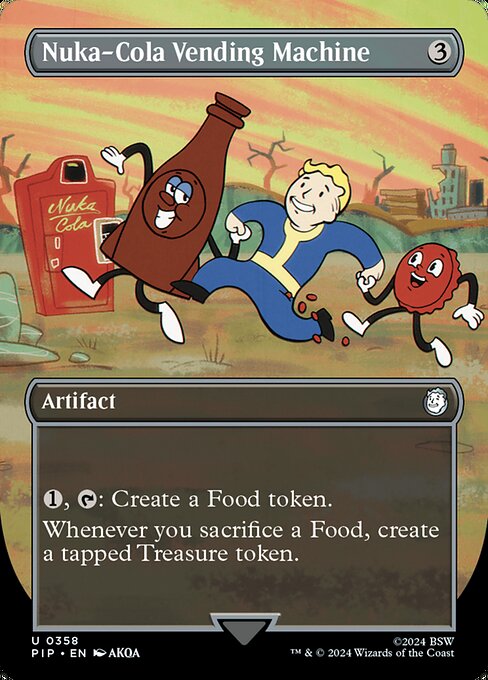 Nuka-Cola Vending Machine 3
Nuka
Cola
Artifact
1, : Create a Food token.
Whenever you sacrifice a Food, create
a tapped Treasure token.
U 0358
PIP • EN AKQA
©2024 BSW
™ & © 2024 Wizards of the Coast